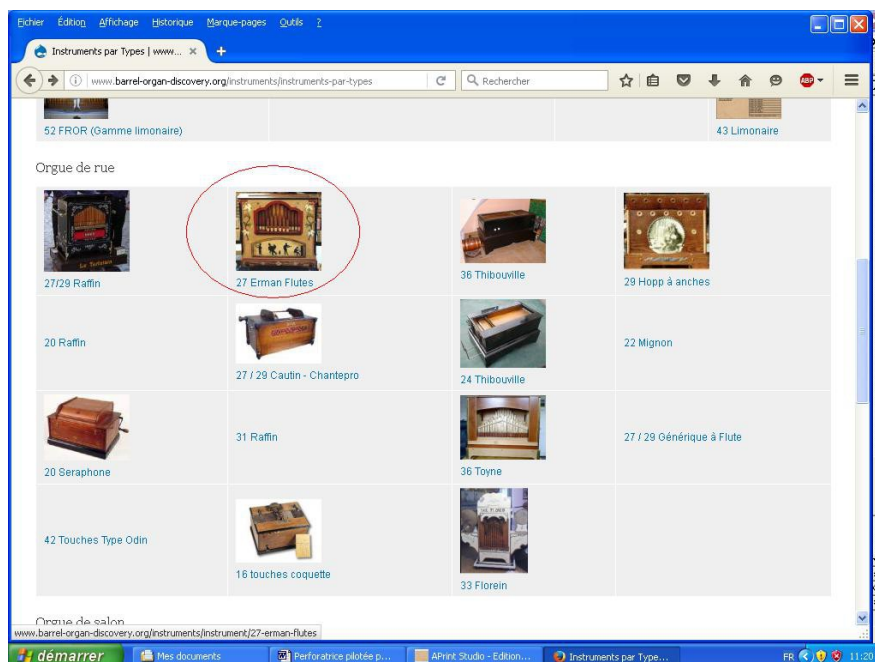 Fichier Édition Affichage Historique Marque-pages Outils ?
Instruments par Types | www... × +
www.barrel-organ-discovery.org/instruments/instruments-par-types
Rechercher
ABP
52 FROR (Gamme limonaire)
43 Limonaire
Orgue de rue
27/29 Raffin
27 Erman Flutes
36 Thibouville
29 Hopp à anches
20 Raffin
27 / 29 Cautin - Chantepro
24 Thibouville
22 Mignon
20 Seraphone
31 Raffin
36 Toyne
27 / 29 Générique à Flute
42 Touches Type Odin
16 touches coquette
33 Florein
Orgue de salon
www.barrel-organ-discovery.org/instruments/instrument/27-erman-flutes
démarrer
Mes documents
Perforatrice pilotée p...
APrint Studio - Edition...
Instruments par Type...
FR
11:20